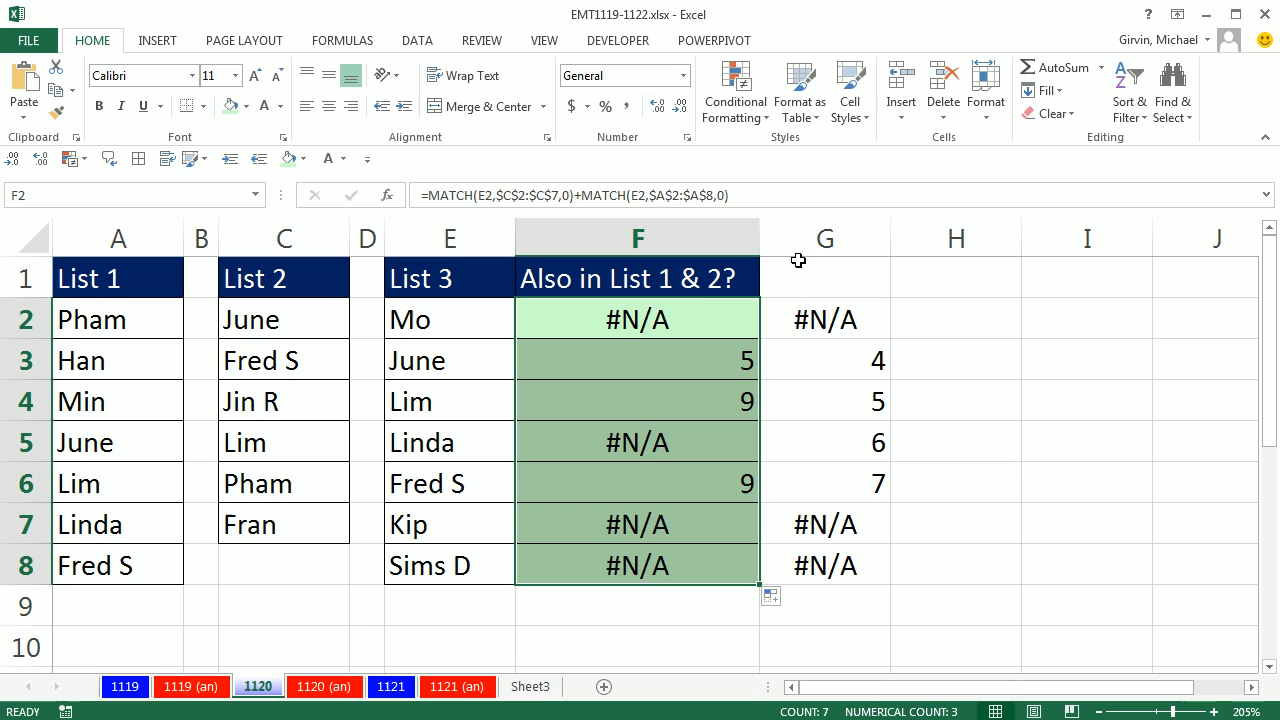 EMT1119-1122.xlsx - Excel
FILE HOME INSERT PAGE LAYOUT FORMULAS DATA REVIEW VIEW DEVELOPER POWERPIVOT Girvin, Michael
Calibri 11 Wrap Text General AutoSum
Paste B I U Merge & Center $ % , Conditional Formatting Format as Table Cell Styles Insert Delete Format Fill Clear Sort & Filter Find & Select
Clipboard Font Alignment Number Styles Cells Editing
F2 =MATCH(E2,$C$2:$C$7,0)+MATCH(E2,$A$2:$A$8,0)
A B C D E F G H I J
1 List 1 List 2 List 3 Also in List 1 & 2?
2 Pham June Mo #N/A #N/A
3 Han Fred S June 5 4
4 Min Jin R Lim 9 5
5 June Lim Linda #N/A 6
6 Lim Pham Fred S 9 7
7 Linda Fran Kip #N/A #N/A
8 Fred S Sims D #N/A #N/A
9
10
1119 1119 (an) 1120 1120 (an) 1121 1121 (an) Sheet3
READY COUNT: 7 NUMERICAL COUNT: 3 205%